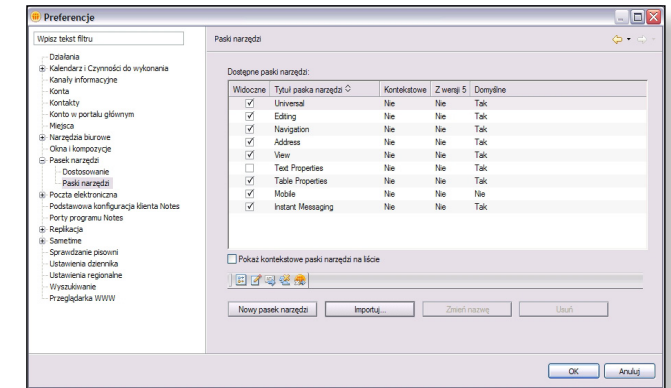 Preferencje
Wpisz tekst filtru
Paski narzędzi
Działania
Kalendarz i Czynności do wykonania
Kanały informacyjne
Konta
Kontakty
Konto w portalu głównym
Miejsca
Narzędzia biurowe
Okna i kompozycje
Pasek narzędzi
Dostosowanie
Paski narzędzi
Poczta elektroniczna
Podstawowa konfiguracja klienta Notes
Porty programu Notes
Replikacja
Sametime
Sprawdzanie pisowni
Ustawienia dziennika
Ustawienia regionalne
Wyszukiwanie
Przeglądarka WWW
Dostępne paski narzędzi:
Widoczne Tytuł paska narzędzi Kontekstowe Z wersji 5 Domyślne
Universal Nie Nie Tak
Editing Nie Nie Tak
Navigation Nie Nie Tak
Address Nie Nie Tak
View Nie Nie Tak
Text Properties Nie Nie Tak
Table Properties Nie Nie Tak
Mobile Nie Nie Nie
Instant Messaging Nie Nie Tak
Pokaż kontekstowe paski narzędzi na liście
Nowy pasek narzędzi Importuj... Zmień nazwę Usuń
OK Anuluj